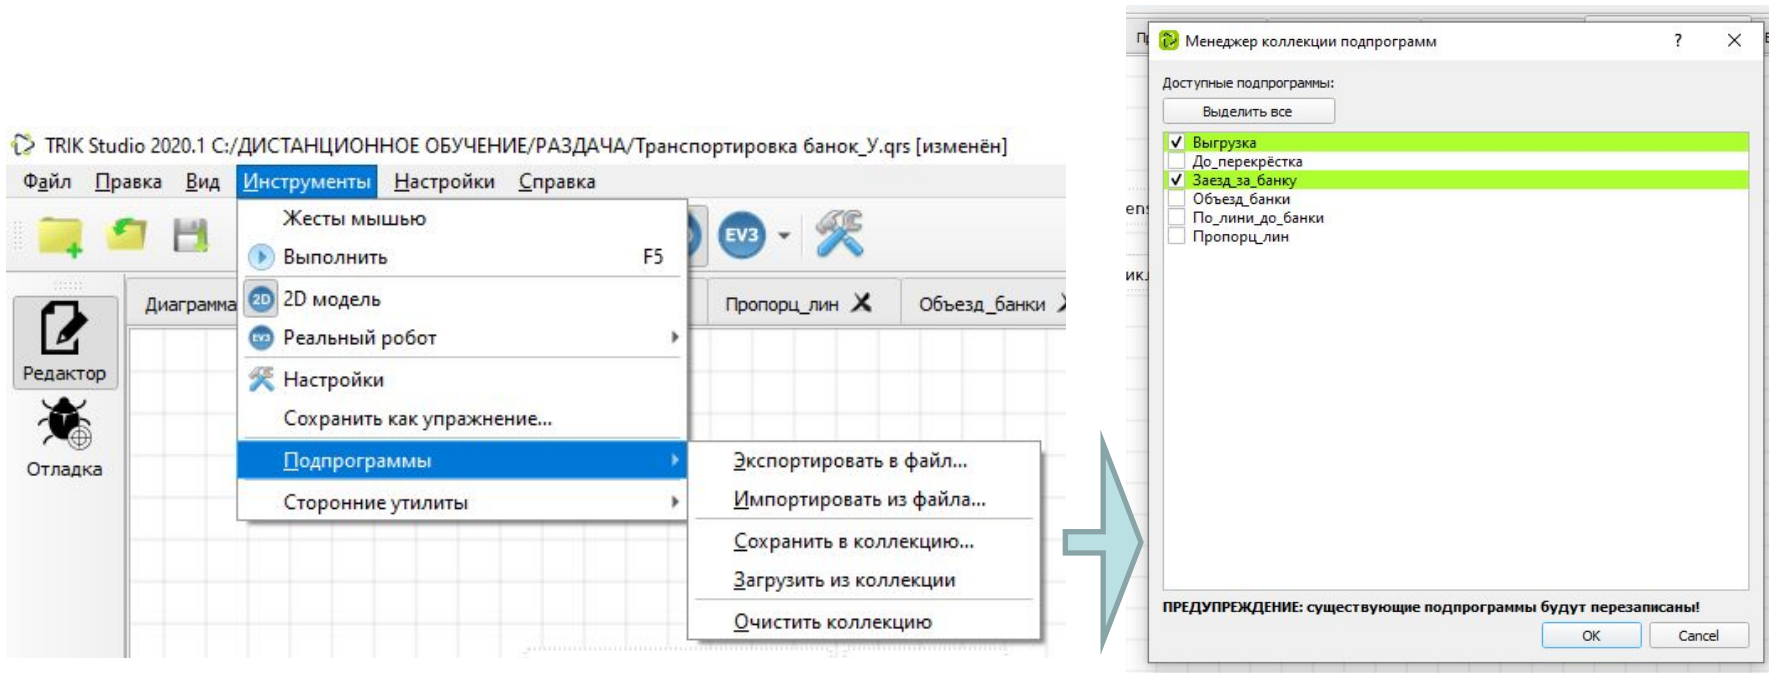 TRIK Studio 2020.1 C:/ДИСТАНЦИОННОЕ ОБУЧЕНИЕ/РАЗДАЧА/Транспортировка банок_У.qrs [изменён]
Файл Правка Вид Инструменты Настройки Справка
Жесты мышью
Выполнить F5
EV3
2D 2D модель
EV3 Реальный робот
Настройки
Сохранить как упражнение...
Подпрограммы
Сторонние утилиты
Редактор
Отладка
Диаграмма
Пропорц_лин
Объезд_банки
Экспортировать в файл...
Импортировать из файла...
Сохранить в коллекцию...
Загрузить из коллекции
Очистить коллекцию
Менеджер коллекции подпрограмм ?
Доступные подпрограммы:
Выделить все
Выгрузка
До_перекрёстка
Заезд_за_банку
Объезд_банки
По_лини_до_банки
Пропорц_лин
ПРЕДУПРЕЖДЕНИЕ: существующие подпрограммы будут перезаписаны!
OK Cancel